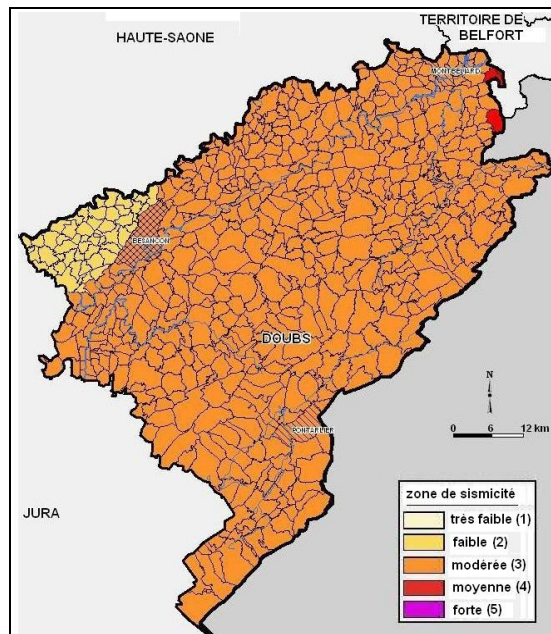 HAUTE-SAONE
TERRITOIRE DE
BELFORT
MONTBELIARD
BESANCON
DOUBS
PONTARLIER
N
0 6 12 km
JURA
zone de sismicité
très faible (1)
faible (2)
modérée (3)
moyenne (4)
forte (5)